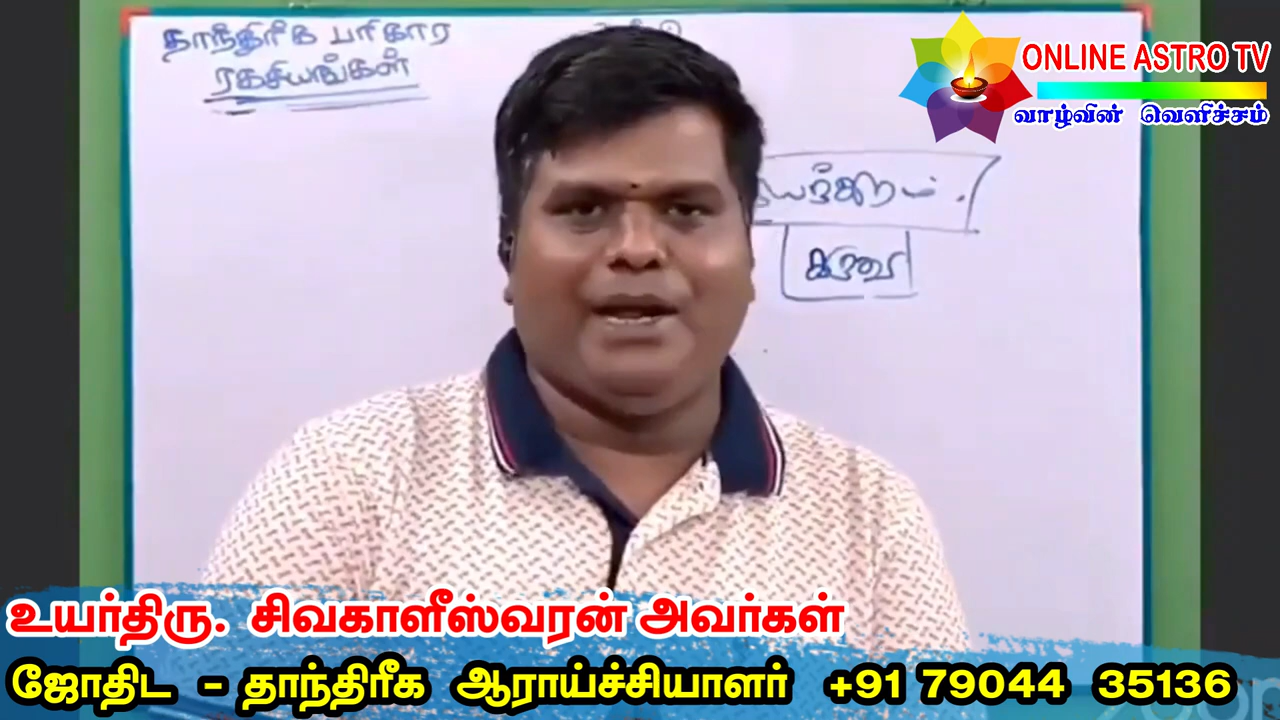 தாந்திரீக பரிகார
ரகசியங்கள்
ONLINE ASTRO TV
வாழ்வின் வெளிச்சம்
உயர்திரு. சிவகாளீஸ்வரன் அவர்கள்
ஜோதிட - தாந்திரீக ஆராய்ச்சியாளர் +91 79044 35136